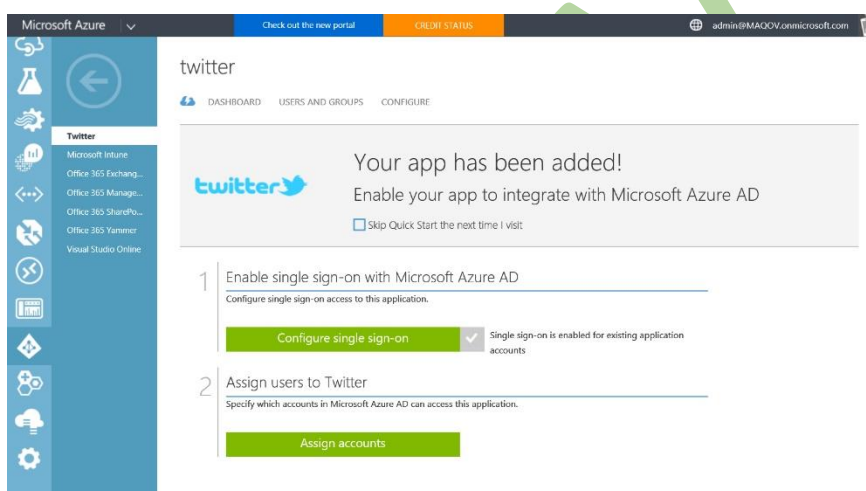 Microsoft Azure
Check out the new portal
CREDIT STATUS
admin@MAQOV.onmicrosoft.com
twitter
DASHBOARD USERS AND GROUPS CONFIGURE
Twitter
Microsoft Intune
Office 365 Exchang...
Office 365 Manage...
Office 365 SharePo...
Office 365 Yammer
Visual Studio Online
twitter
Your app has been added!
Enable your app to integrate with Microsoft Azure AD
Skip Quick Start the next time I visit
1 Enable single sign-on with Microsoft Azure AD
Configure single sign-on access to this application.
Configure single sign-on
Single sign-on is enabled for existing application
accounts
2 Assign users to Twitter
Specify which accounts in Microsoft Azure AD can access this application.
Assign accounts